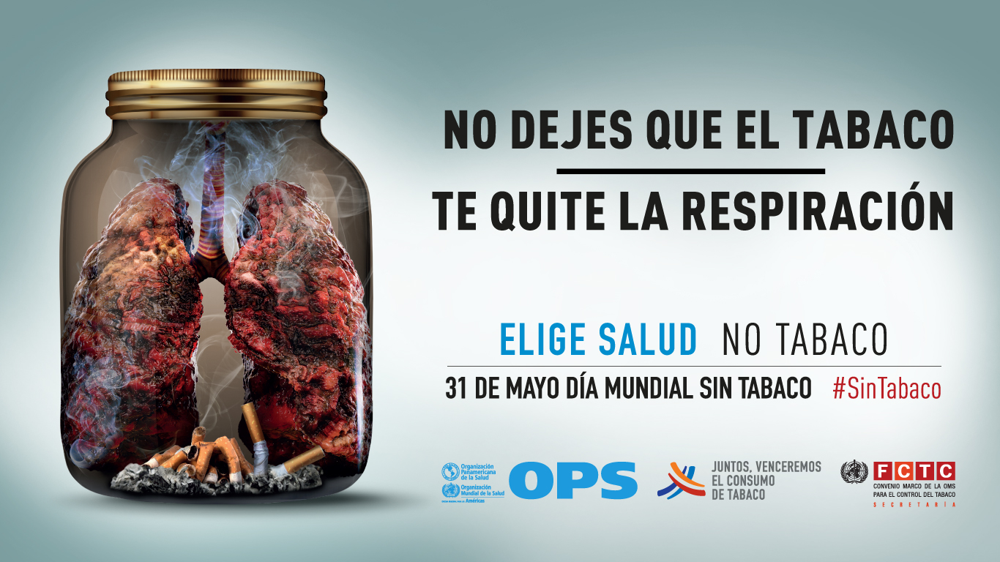 NO DEJES QUE EL TABACO
TE QUITE LA RESPIRACIÓN
ELIGE SALUD NO TABACO
31 DE MAYO DÍA MUNDIAL SIN TABACO #SinTabaco
Organización
Panamericana
de la Salud
Organización
Mundial de la Salud
Américas
OPS
JUNTOS, VENCEREMOS
EL CONSUMO
DE TABACO
FCTC
CONVENIO MARCO DE LA OMS
PARA EL CONTROL DEL TABACO
SECRETARÍA